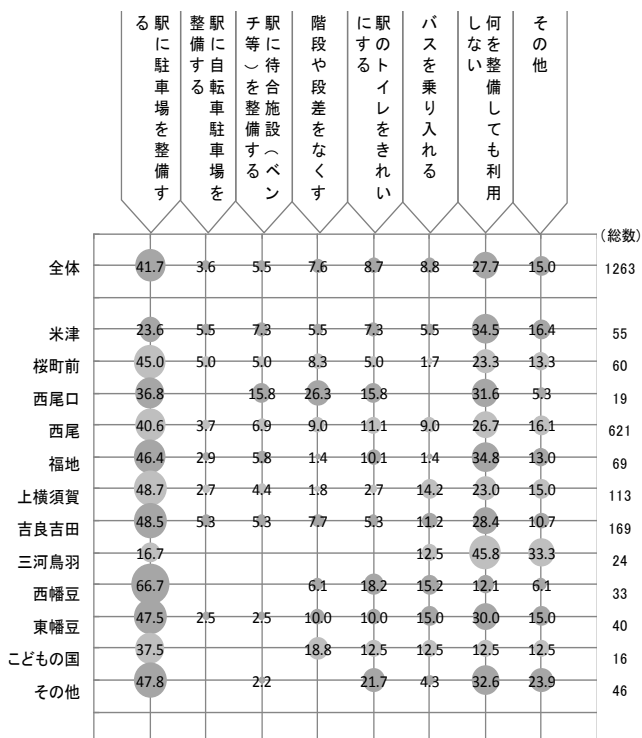 駅に駐車場を整備す
る
駅に自転車駐車場を
整備する
駅に待合施設（ベン
チ等）を整備する
階段や段差をなくす
駅のトイレをきれい
にする
バスを乗り入れる
何を整備しても利用
しない
その他
(総数)
全体 41.7 3.6 5.5 7.6 8.7 8.8 27.7 15.0 1263
米津 23.6 5.5 7.3 5.5 7.3 5.5 34.5 16.4 55
桜町前 45.0 5.0 5.0 8.3 5.0 1.7 23.3 13.3 60
西尾口 36.8 15.8 26.3 15.8 31.6 5.3 19
西尾 40.6 3.7 6.9 9.0 11.1 9.0 26.7 16.1 621
福地 46.4 2.9 5.8 1.4 10.1 1.4 34.8 13.0 69
上横須賀 48.7 2.7 4.4 1.8 2.7 14.2 23.0 15.0 113
吉良吉田 48.5 5.3 5.3 7.7 5.3 11.2 28.4 10.7 169
三河鳥羽 16.7 12.5 45.8 33.3 24
西幡豆 66.7 6.1 18.2 15.2 12.1 6.1 33
東幡豆 47.5 2.5 2.5 10.0 10.0 15.0 30.0 15.0 40
こどもの国 37.5 18.8 12.5 12.5 12.5 12.5 16
その他 47.8 2.2 21.7 4.3 32.6 23.9 46